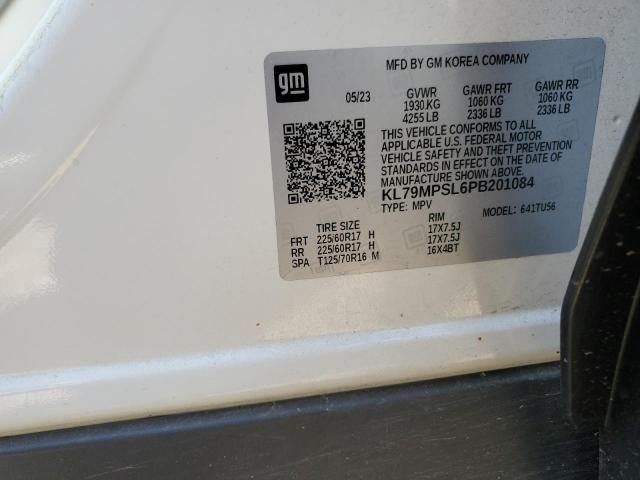 MFD BY GM KOREA COMPANY
gm
05/23
GVWR GAWR FRT GAWR RR
1930 KG 1060 KG 1060 KG
4255 LB 2336 LB 2336 LB
THIS VEHICLE CONFORMS TO ALL
APPLICABLE U.S. FEDERAL MOTOR
VEHICLE SAFETY AND THEFT PREVENTION
STANDARDS IN EFFECT ON THE DATE OF
MANUFACTURE SHOWN ABOVE.
KL79MPSL6PB201084
TYPE: MPV MODEL: 641TU56
TIRE SIZE RIM
FRT 225/60R17 H 17X7.5J
RR 225/60R17 H 17X7.5J
SPA T125/70R16 M 16X4BT